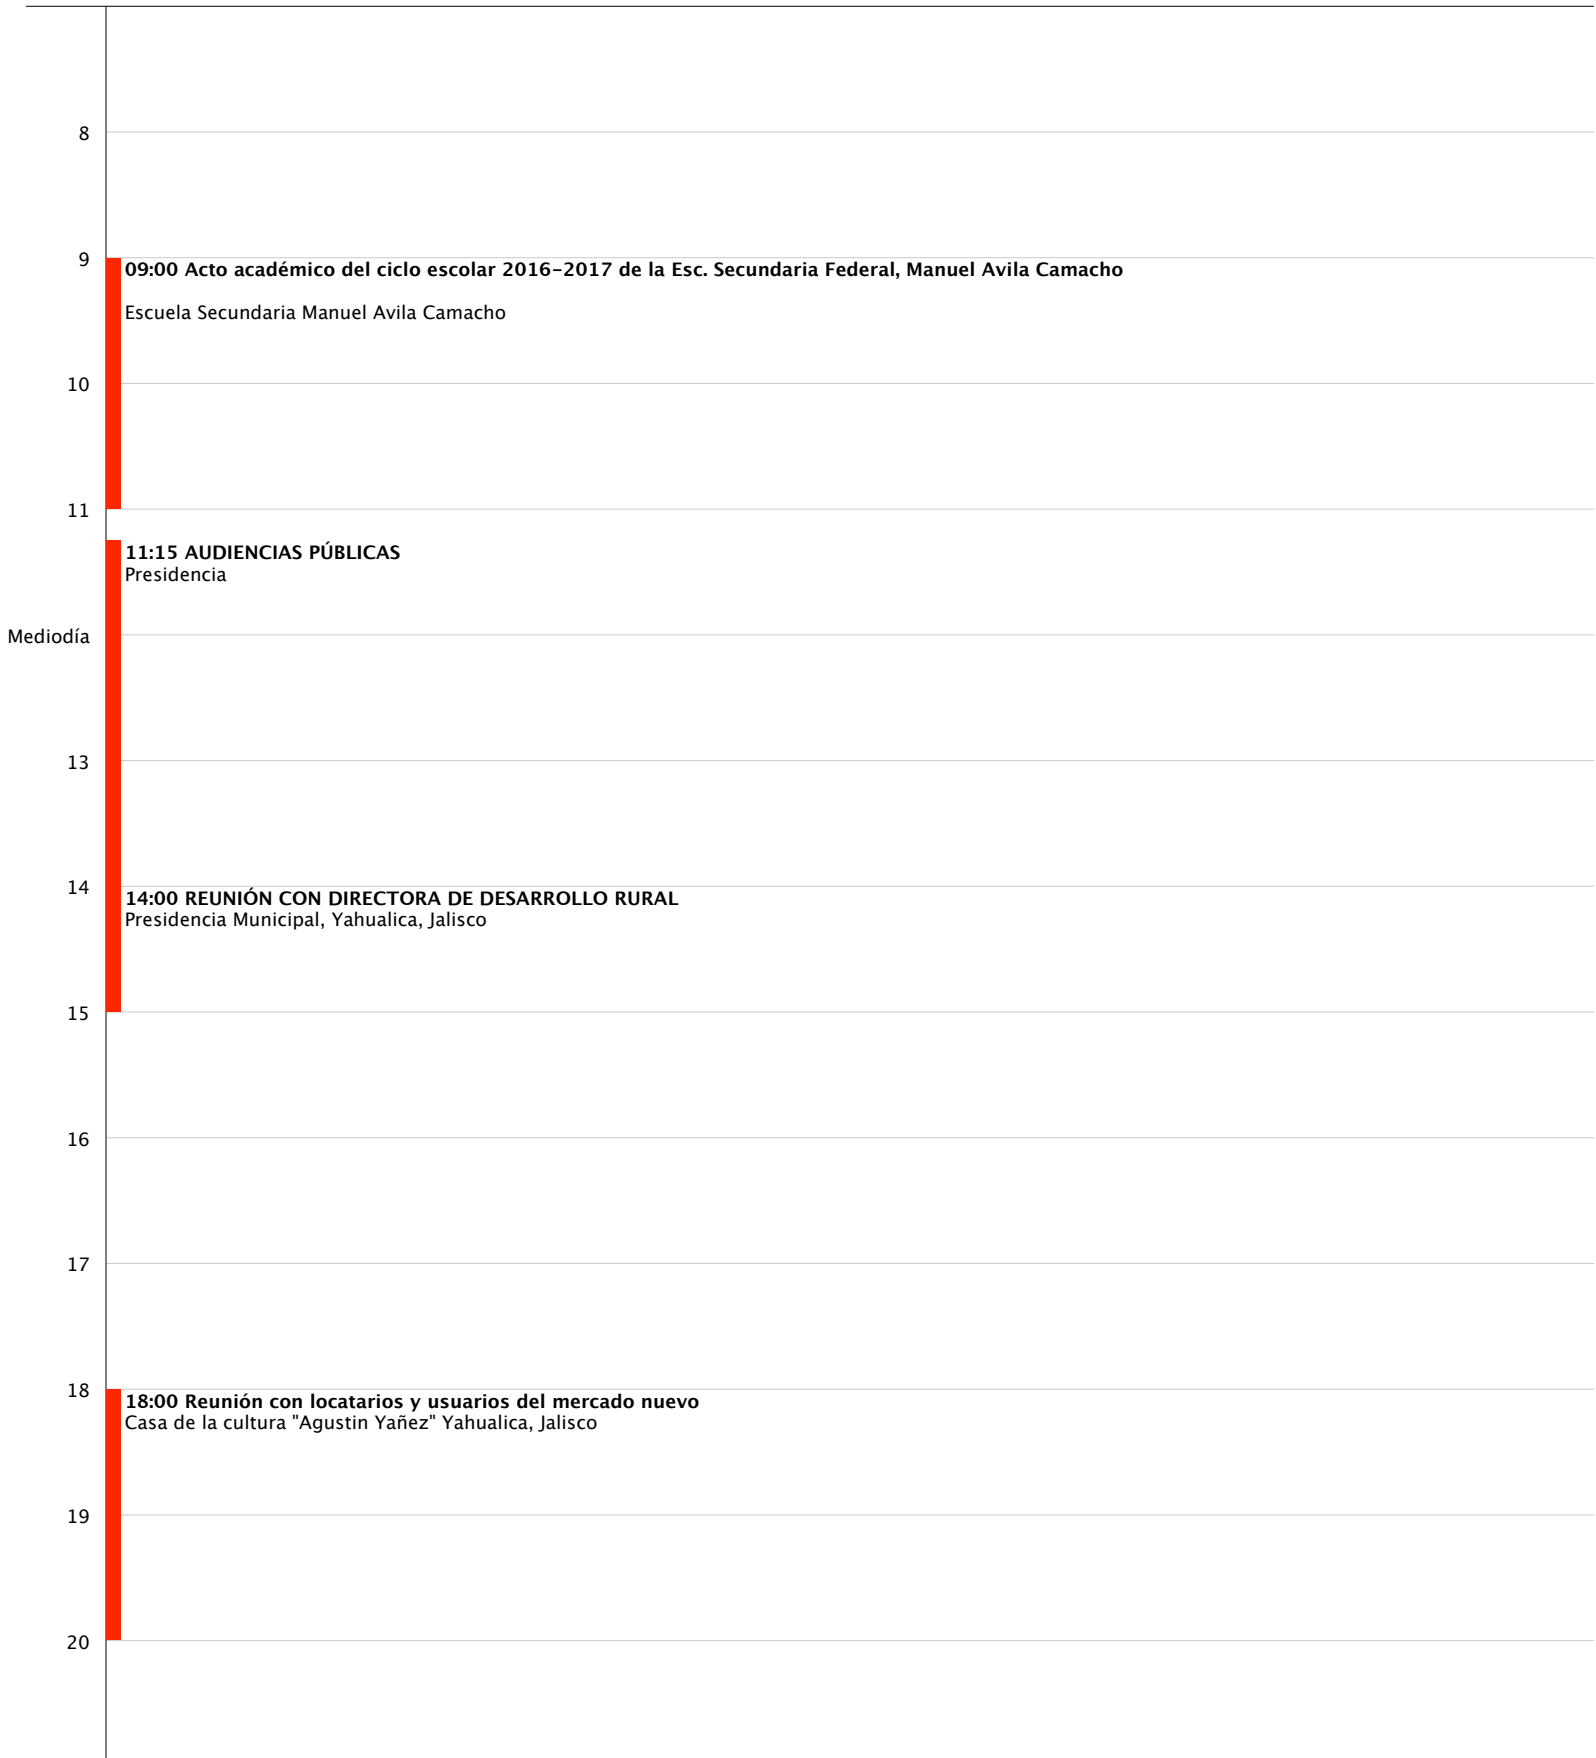 8
9
09:00 Acto académico del ciclo escolar 2016-2017 de la Esc. Secundaria Federal, Manuel Avila Camacho
Escuela Secundaria Manuel Avila Camacho
10
11
11:15 AUDIENCIAS PÚBLICAS
Presidencia
Mediodía
13
14
14:00 REUNIÓN CON DIRECTORA DE DESARROLLO RURAL
Presidencia Municipal, Yahualica, Jalisco
15
16
17
18
18:00 Reunión con locatarios y usuarios del mercado nuevo
Casa de la cultura "Agustin Yañez" Yahualica, Jalisco
19
20